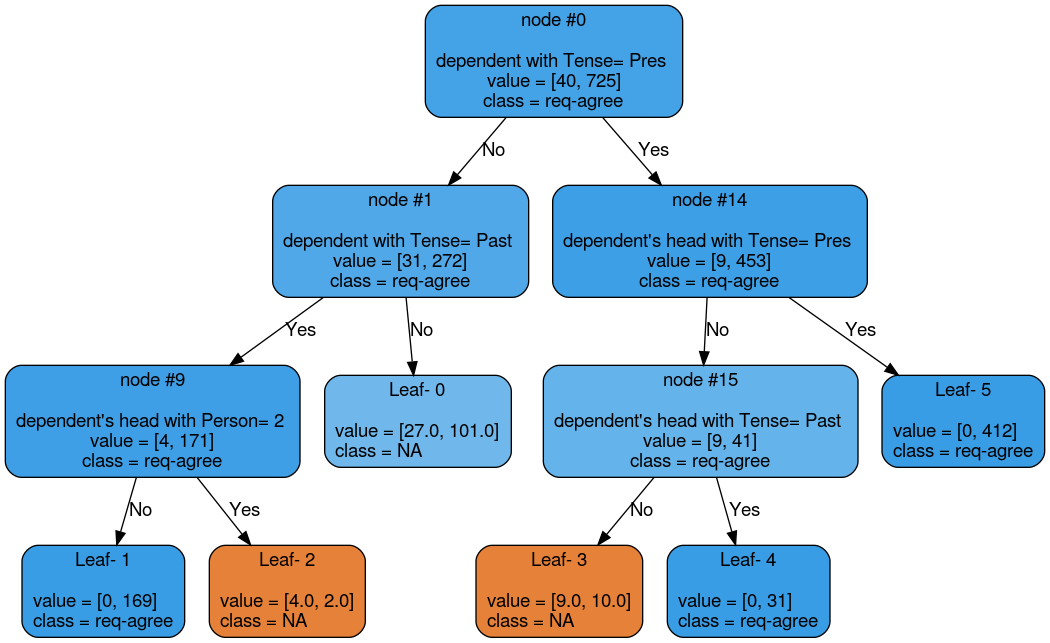 node #0
dependent with Tense= Pres
value = [40, 725]
class = req-agree
No
Yes
node #1
dependent with Tense= Past
value = [31, 272]
class = req-agree
node #14
dependent's head with Tense= Pres
value = [9, 453]
class = req-agree
Yes
No
No
Yes
node #9
dependent's head with Person= 2
value = [4, 171]
class = req-agree
Leaf- 0
value = [27.0, 101.0]
class = NA
node #15
dependent's head with Tense= Past
value = [9, 41]
class = req-agree
Leaf- 5
value = [0, 412]
class = req-agree
No
Yes
No
Yes
Leaf- 1
value = [0, 169]
class = req-agree
Leaf- 2
value = [4.0, 2.0]
class = NA
Leaf- 3
value = [9.0, 10.0]
class = NA
Leaf- 4
value = [0, 31]
class = req-agree